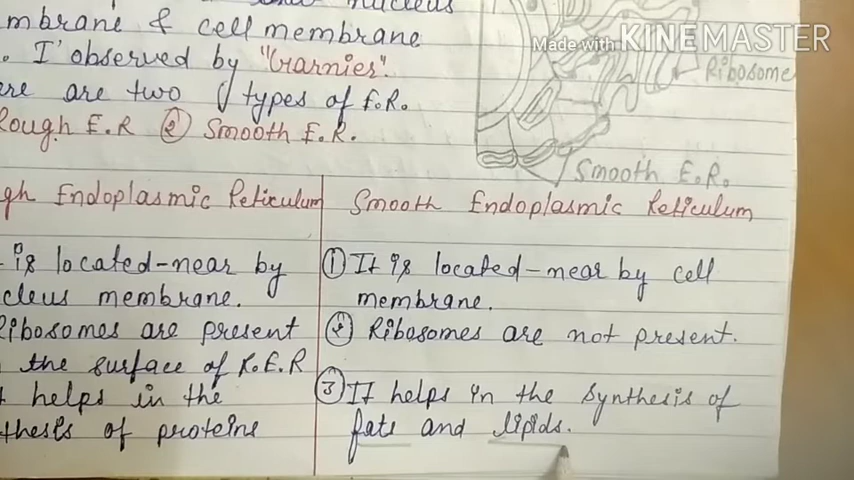 nucleus
mbrane & cell membrane
I observed by "Garnier".
ere are two types of E.R.
Rough E.R ② Smooth E.R.
Made with KINEMASTER
Ribosome
Smooth E.R.
gh Endoplasmic Reticulum
is located-near by
cleus membrane.
Ribosomes are present
the surface of R.E.R
helps in the
thesis of proteins
Smooth Endoplasmic Reticulum
① It is located-near by cell
membrane.
② Ribosomes are not present.
③ It helps in the synthesis of
fats and lipids.